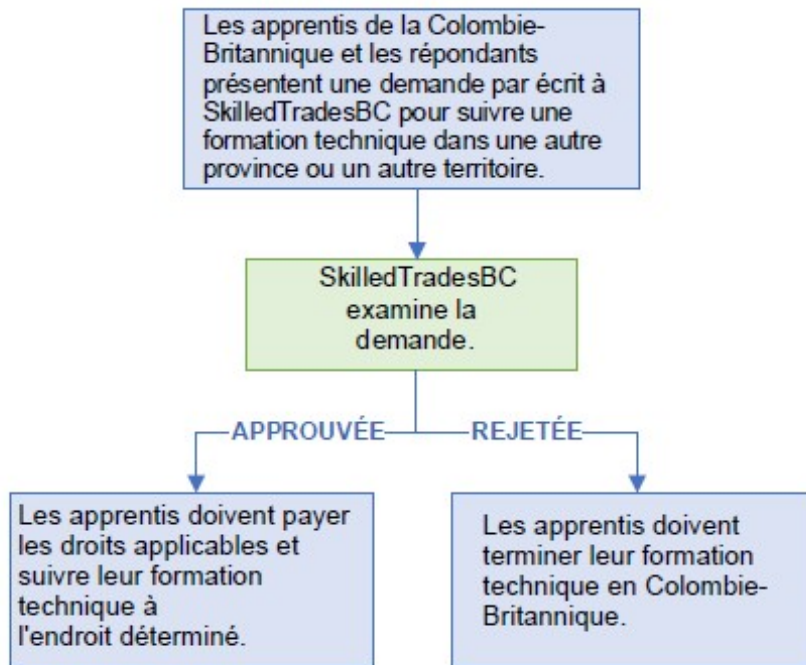 Les apprentis de la Colombie-
Britannique et les répondants
présentent une demande par écrit à
SkilledTradesBC pour suivre une
formation technique dans une autre
province ou un autre territoire.
SkilledTradesBC
examine la
demande.
APPROUVÉE
REJETÉE
Les apprentis doivent payer
les droits applicables et
suivre leur formation
technique à
l'endroit déterminé.
Les apprentis doivent
terminer leur formation
technique en Colombie-
Britannique.